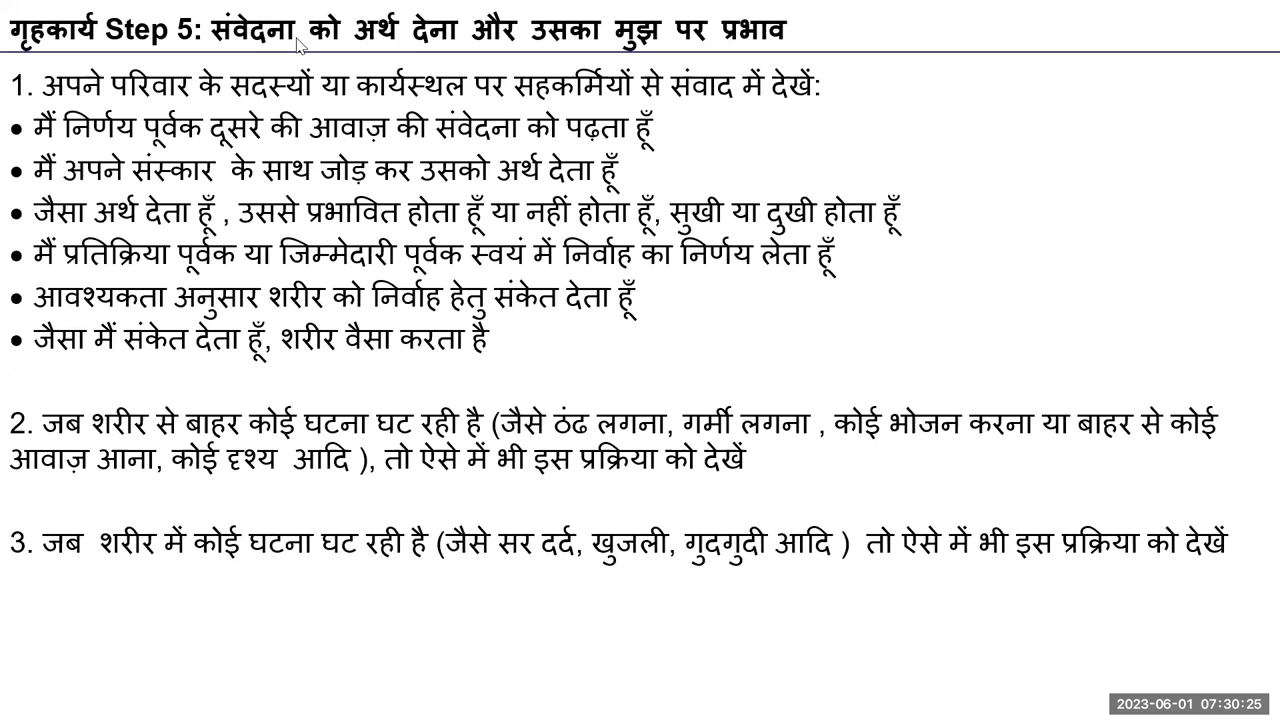 गृहकार्य Step 5: संवेदना को अर्थ देना और उसका मुझ पर प्रभाव
1. अपने परिवार के सदस्यों या कार्यस्थल पर सहकर्मियों से संवाद में देखें:
• मैं निर्णय पूर्वक दूसरे की आवाज़ की संवेदना को पढ़ता हूँ
• मैं अपने संस्कार के साथ जोड़ कर उसको अर्थ देता हूँ
• जैसा अर्थ देता हूँ , उससे प्रभावित होता हूँ या नहीं होता हूँ, सुखी या दुखी होता हूँ
• मैं प्रतिक्रिया पूर्वक या जिम्मेदारी पूर्वक स्वयं में निर्वाह का निर्णय लेता हूँ
• आवश्यकता अनुसार शरीर को निर्वाह हेतु संकेत देता हूँ
• जैसा मैं संकेत देता हूँ, शरीर वैसा करता है
2. जब शरीर से बाहर कोई घटना घट रही है (जैसे ठंढ लगना, गर्मी लगना , कोई भोजन करना या बाहर से कोई
आवाज़ आना, कोई दृश्य आदि ), तो ऐसे में भी इस प्रक्रिया को देखें
3. जब शरीर में कोई घटना घट रही है (जैसे सर दर्द, खुजली, गुदगुदी आदि ) तो ऐसे में भी इस प्रक्रिया को देखें
2023-06-01 07:30:25